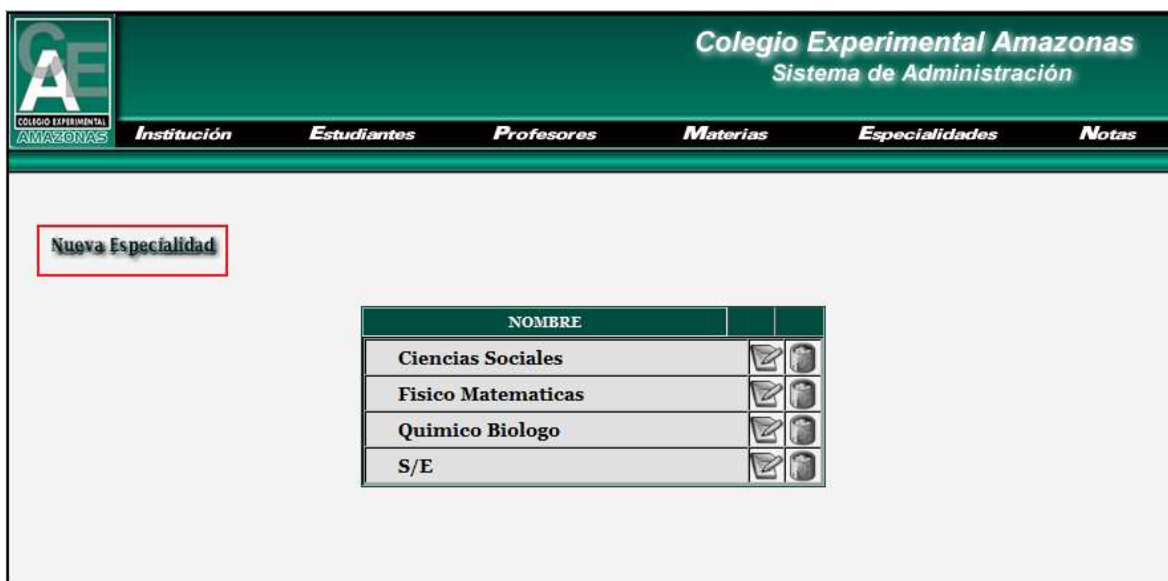 CAE
COLEGIO EXPERIMENTAL
AMAZONAS
Colegio Experimental Amazonas
Sistema de Administración
Institución Estudiantes Profesores Materias Especialidades Notas
Nueva Especialidad
NOMBRE
Ciencias Sociales
Fisico Matematicas
Quimico Biologo
S/E